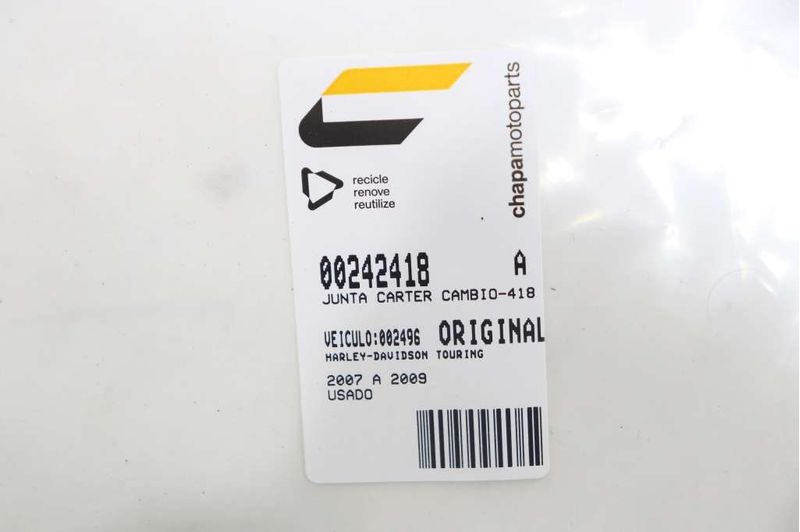 chapamotoparts
recicle
renove
reutilize
00242418 A
JUNTA CARTER CAMBIO-418
VEICULO:002496 ORIGINAL
HARLEY-DAVIDSON TOURING
2007 A 2009
USADO